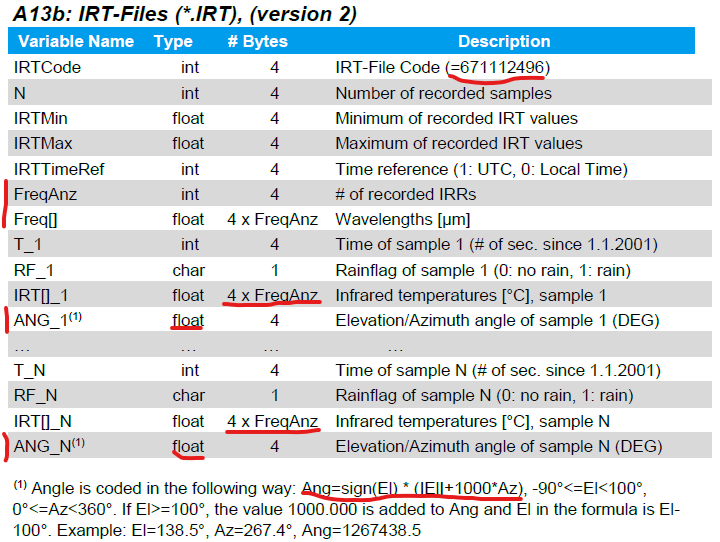 A13b: IRT-Files (*.IRT), (version 2)
Variable Name Type # Bytes Description
IRTCode int 4 IRT-File Code (=671112496)
N int 4 Number of recorded samples
IRTMin float 4 Minimum of recorded IRT values
IRTMax float 4 Maximum of recorded IRT values
IRTTimeRef int 4 Time reference (1: UTC, 0: Local Time)
FreqAnz int 4 # of recorded IRRs
Freq[] float 4 x FreqAnz Wavelengths [µm]
T_1 int 4 Time of sample 1 (# of sec. since 1.1.2001)
RF_1 char 1 Rainflag of sample 1 (0: no rain, 1: rain)
IRT[]_1 float 4 x FreqAnz Infrared temperatures [°C], sample 1
ANG_1(1) float 4 Elevation/Azimuth angle of sample 1 (DEG)
... ... ... ...
T_N int 4 Time of sample N (# of sec. since 1.1.2001)
RF_N char 1 Rainflag of sample N (0: no rain, 1: rain)
IRT[]_N float 4 x FreqAnz Infrared temperatures [°C], sample N
ANG_N(1) float 4 Elevation/Azimuth angle of sample N (DEG)
(1) Angle is coded in the following way: Ang=sign(El) * (|El|+1000*Az), -90°<=El<100°,
0°<=Az<360°. If El>=100°, the value 1000.000 is added to Ang and El in the formula is El-
100°. Example: El=138.5°, Az=267.4°, Ang=1267438.5